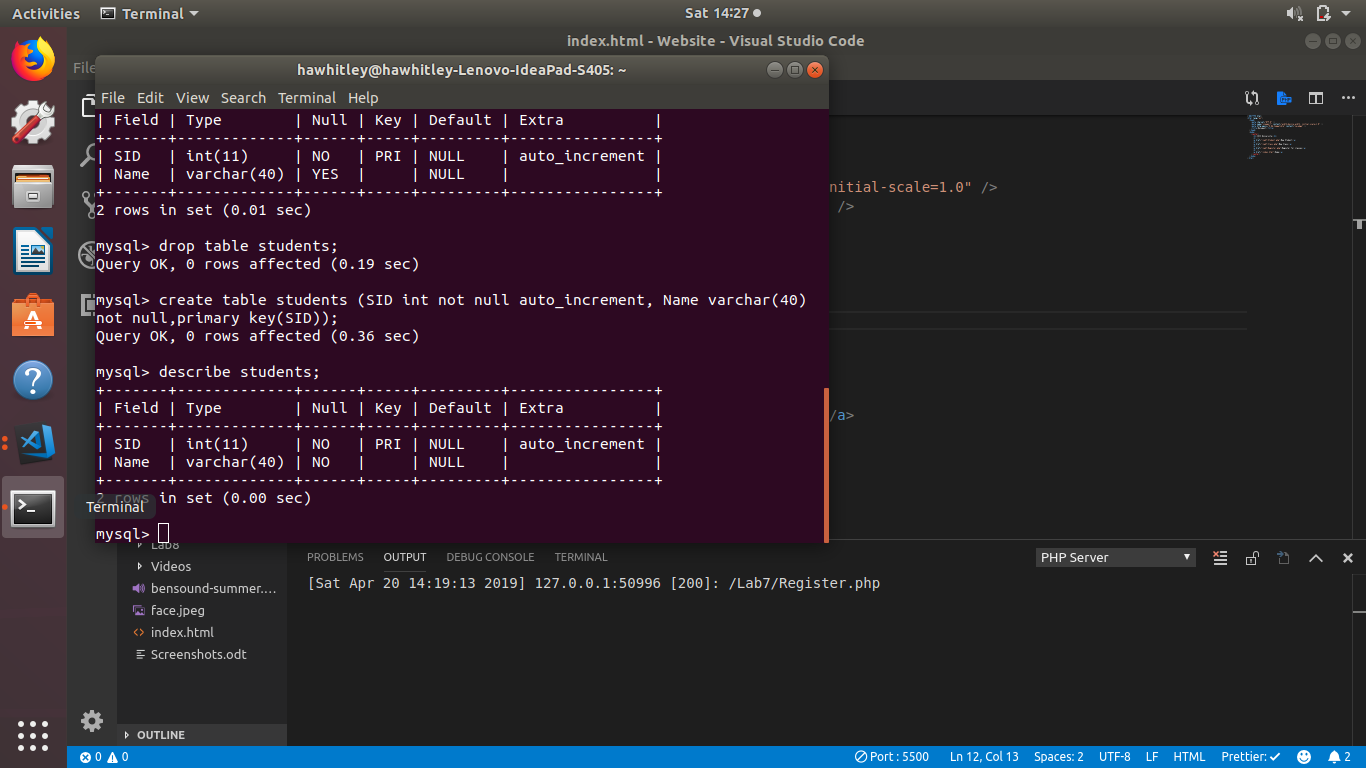 Activities Terminal Sat 14:27
index.html - Website - Visual Studio Code
File
hawhitley@hawhitley-Lenovo-IdeaPad-S405: ~
File Edit View Search Terminal Help
| Field | Type        | Null | Key | Default | Extra          |
+-------+-------------+------+-----+---------+----------------+
| SID   | int(11)     | NO   | PRI | NULL    | auto_increment |
| Name  | varchar(40) | YES  |     | NULL    |                |
+-------+-------------+------+-----+---------+----------------+
2 rows in set (0.01 sec)
mysql> drop table students;
Query OK, 0 rows affected (0.19 sec)
mysql> create table students (SID int not null auto_increment, Name varchar(40)
not null,primary key(SID));
Query OK, 0 rows affected (0.36 sec)
mysql> describe students;
+-------+-------------+------+-----+---------+----------------+
| Field | Type        | Null | Key | Default | Extra          |
+-------+-------------+------+-----+---------+----------------+
| SID   | int(11)     | NO   | PRI | NULL    | auto_increment |
| Name  | varchar(40) | NO   |     | NULL    |                |
+-------+-------------+------+-----+---------+----------------+
2 rows in set (0.00 sec)
Terminal
mysql>
nitial-scale=1.0" />
/>
/a>
Lab8
Videos
bensound-summer....
face.jpeg
index.html
Screenshots.odt
OUTLINE
PROBLEMS OUTPUT DEBUG CONSOLE TERMINAL PHP Server
[Sat Apr 20 14:19:13 2019] 127.0.0.1:50996 [200]: /Lab7/Register.php
0 0 Port : 5500 Ln 12, Col 13 Spaces: 2 UTF-8 LF HTML Prettier: ✓ 2